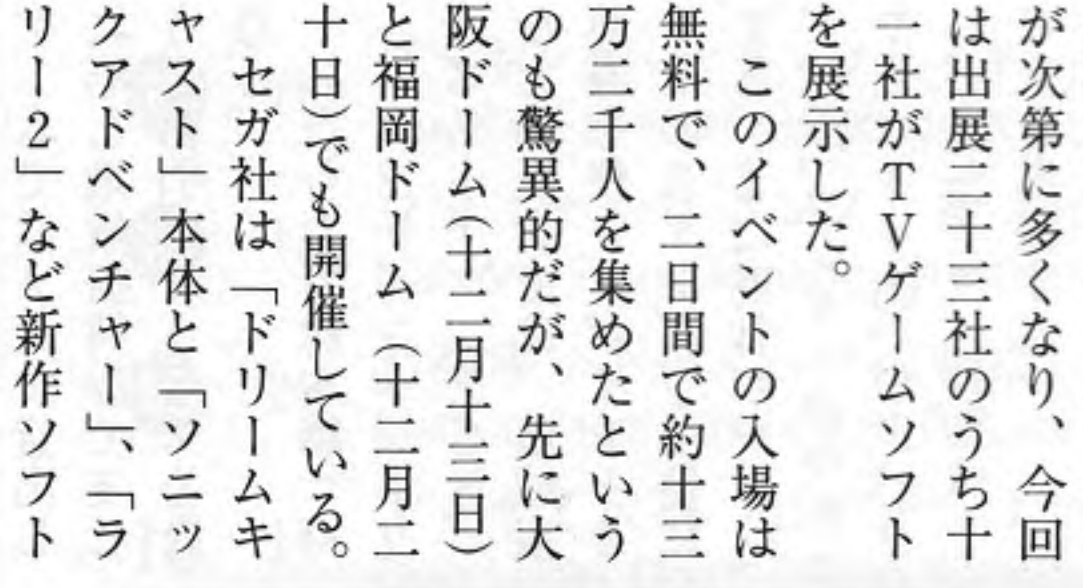 が次第に多くなり、今回
は出展二十三社のうち十
一社がTVゲームソフト
を展示した。
このイベントの入場は
無料で、二日間で約十三
万二千人を集めたという
のも驚異的だが、先に大
阪ドーム(十二月十三日)
と福岡ドーム(十二月二
十日)でも開催している。
セガ社は「ドリームキ
ャスト」本体と「ソニッ
クアドベンチャー」、「ラ
リー2」など新作ソフト